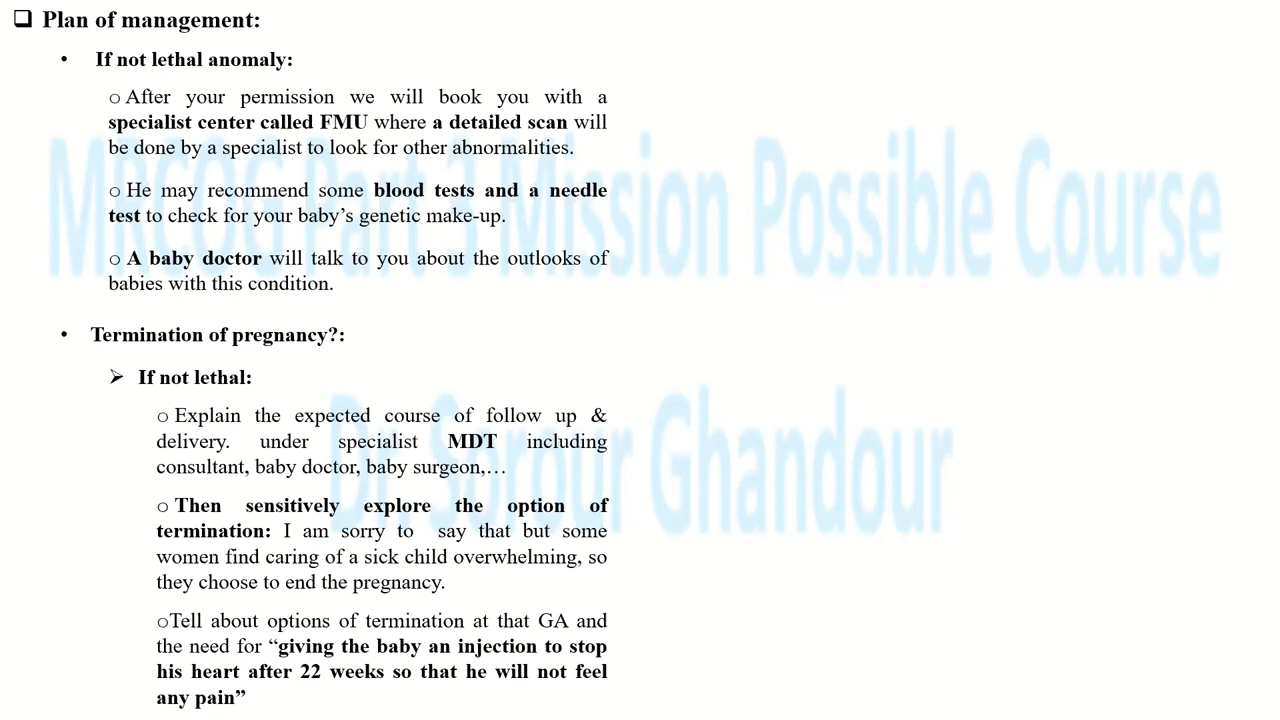 ❑ Plan of management:
• If not lethal anomaly:
o After your permission we will book you with a
specialist center called FMU where a detailed scan will
be done by a specialist to look for other abnormalities.
o He may recommend some blood tests and a needle
test to check for your baby’s genetic make-up.
o A baby doctor will talk to you about the outlooks of
babies with this condition.
• Termination of pregnancy?:
➢ If not lethal:
o Explain the expected course of follow up &
delivery. under specialist MDT including
consultant, baby doctor, baby surgeon,…
o Then sensitively explore the option of
termination: I am sorry to say that but some
women find caring of a sick child overwhelming, so
they choose to end the pregnancy.
oTell about options of termination at that GA and
the need for “giving the baby an injection to stop
his heart after 22 weeks so that he will not feel
any pain”
MRCOG Part 3 Mission Possible Course
Dr. Sorour Ghandour